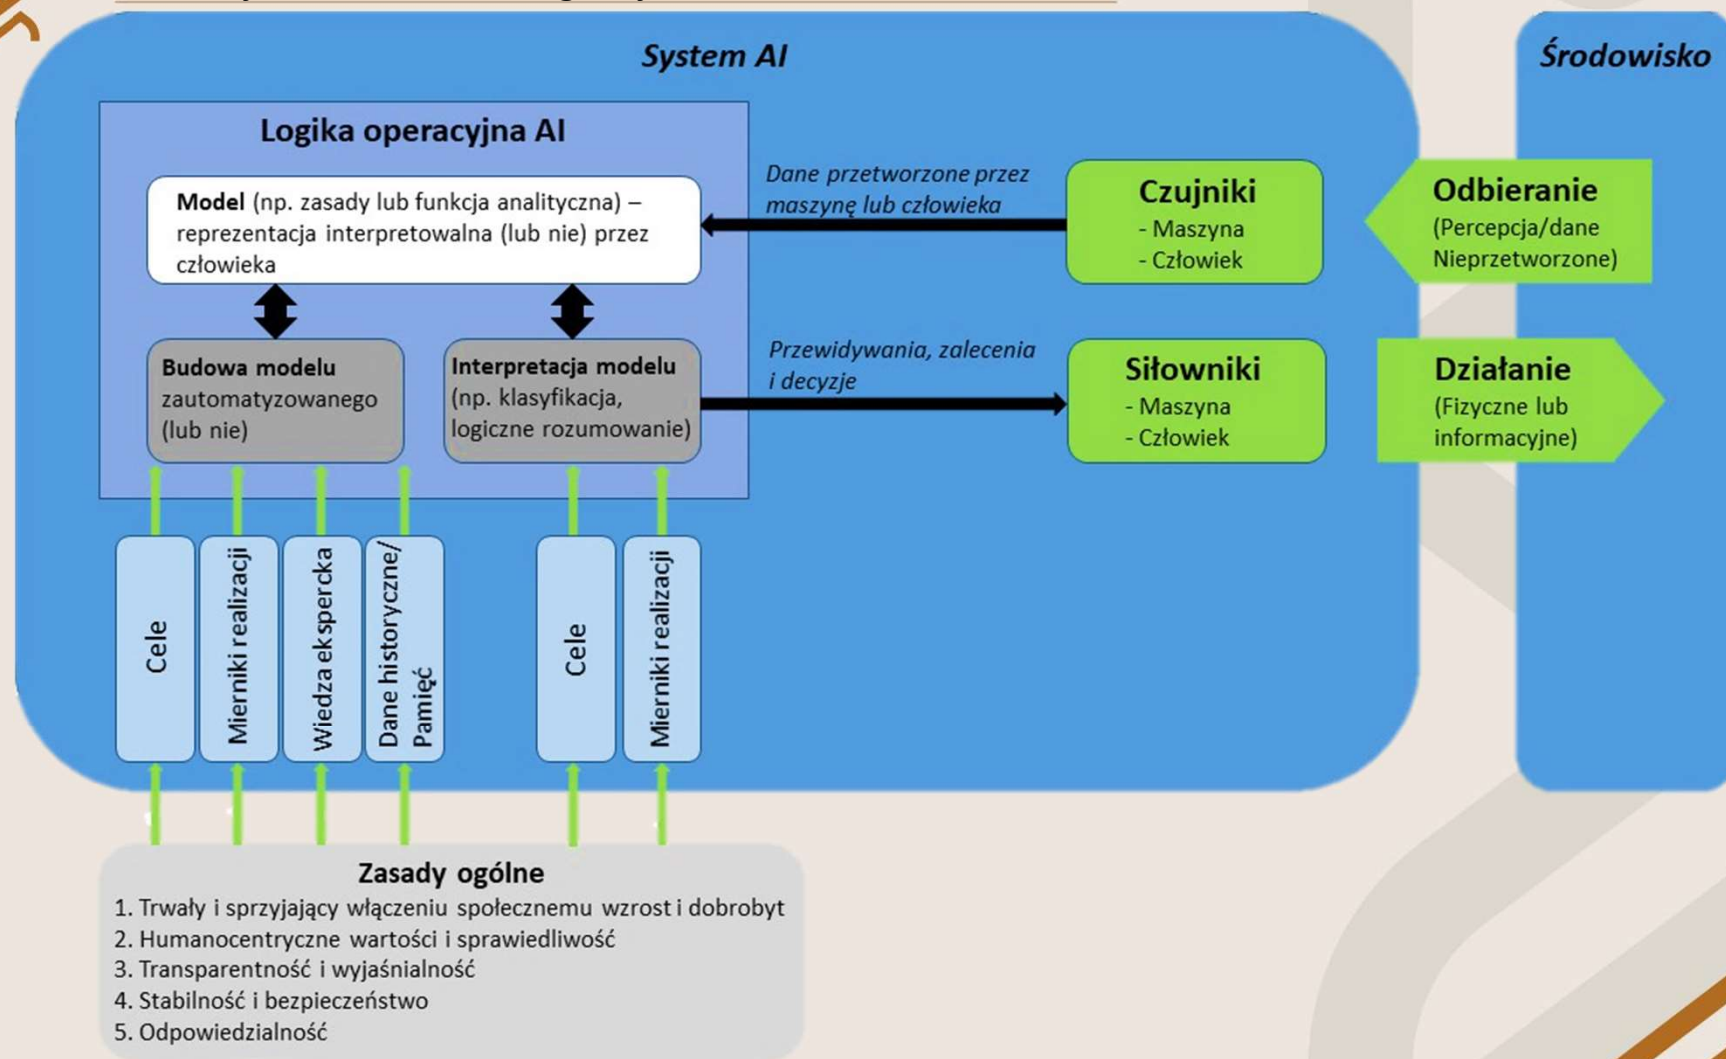 System AI
Środowisko
Logika operacyjna AI
Model (np. zasady lub funkcja analityczna) –
reprezentacja interpretowalna (lub nie) przez
człowieka
Dane przetworzone przez
maszynę lub człowieka
Czujniki
- Maszyna
- Człowiek
Odbieranie
(Percepcja/dane
Nieprzetworzone)
Budowa modelu
zautomatyzowanego
(lub nie)
Interpretacja modelu
(np. klasyfikacja,
logiczne rozumowanie)
Przewidywania, zalecenia
i decyzje
Siłowniki
- Maszyna
- Człowiek
Działanie
(Fizyczne lub
informacyjne)
Cele
Mierniki realizacji
Wiedza ekspercka
Dane historyczne/
Pamięć
Cele
Mierniki realizacji
Zasady ogólne
1. Trwały i sprzyjający włączeniu społecznemu wzrost i dobrobyt
2. Humanocentryczne wartości i sprawiedliwość
3. Transparentność i wyjaśnialność
4. Stabilność i bezpieczeństwo
5. Odpowiedzialność